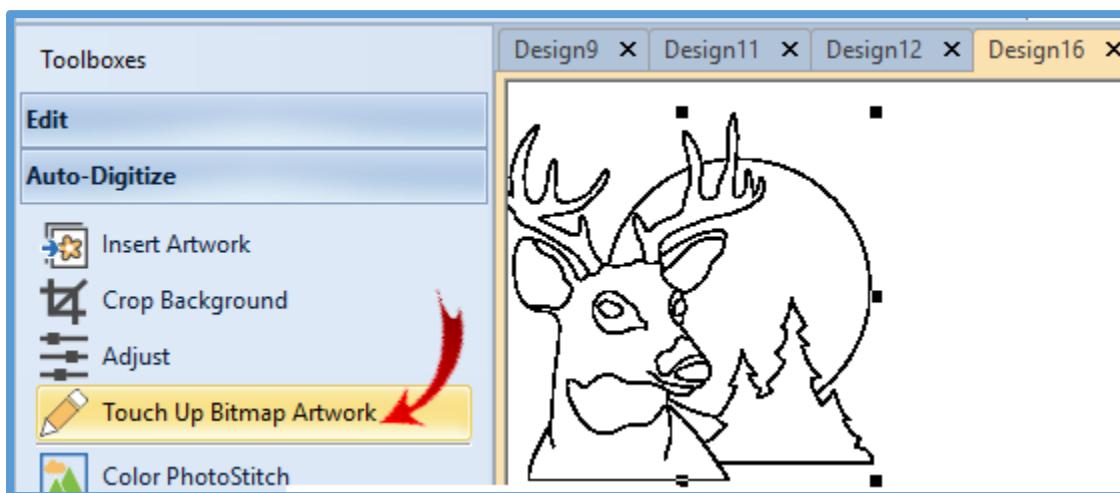 Toolboxes
Edit
Auto-Digitize
Insert Artwork
Crop Background
Adjust
Touch Up Bitmap Artwork
Color PhotoStitch
Design9 × Design11 × Design12 × Design16 ×